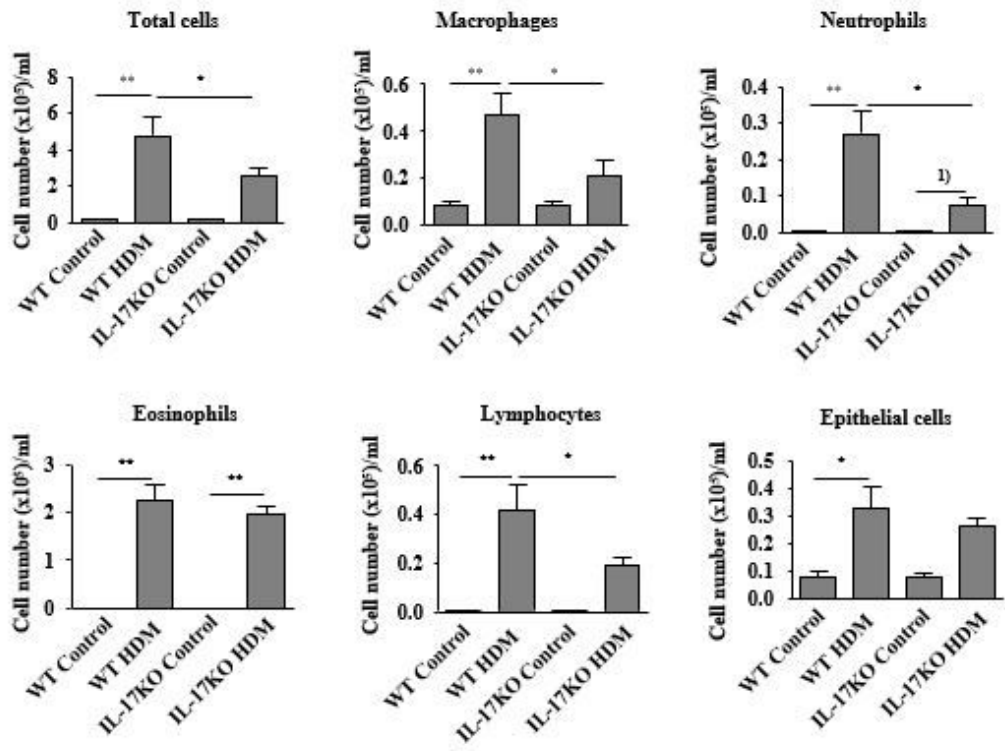 Total cells
Cell number (x10⁵)/ml
8
6
4
2
0
**
*
WT Control
WT HDM
IL-17KO Control
IL-17KO HDM
Macrophages
Cell number (x10⁵)/ml
0.6
0.4
0.2
0.0
**
*
WT Control
WT HDM
IL-17KO Control
IL-17KO HDM
Neutrophils
Cell number (x10⁵)/ml
0.4
0.3
0.2
0.1
0.0
**
*
1)
WT Control
WT HDM
IL-17KO Control
IL-17KO HDM
Eosinophils
Cell number (x10⁵)/ml
3
2
1
0
**
**
WT Control
WT HDM
IL-17KO Control
IL-17KO HDM
Lymphocytes
Cell number (x10⁵)/ml
0.6
0.4
0.2
0.0
**
*
WT Control
WT HDM
IL-17KO Control
IL-17KO HDM
Epithelial cells
Cell number (x10⁵)/ml
0.5
0.4
0.3
0.2
0.1
0.0
*
WT Control
WT HDM
IL-17KO Control
IL-17KO HDM